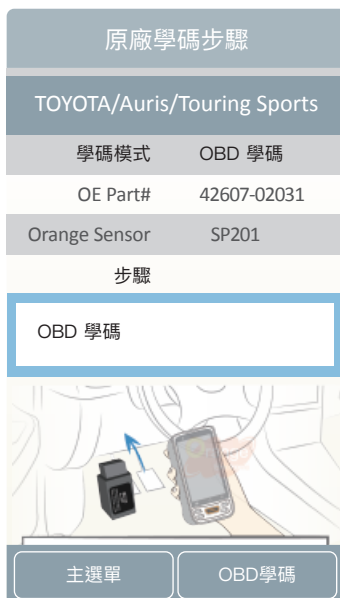 原廠學碼步驟
TOYOTA/Auris/Touring Sports
學碼模式 OBD 學碼
OE Part# 42607-02031
Orange Sensor SP201
步驟
OBD 學碼
主選單 OBD學碼